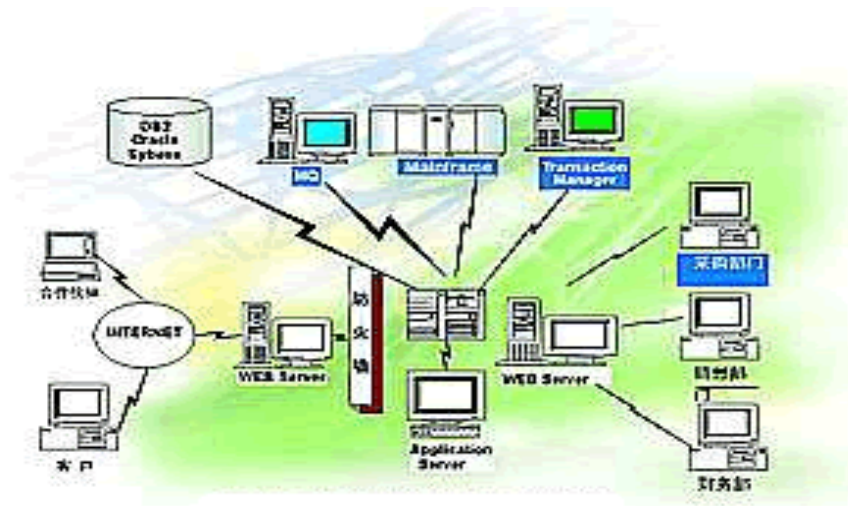 DB2
Oracle
Sybase
MQ
Mainframe
Transaction
Manager
采购部门
合作伙伴
防火墙
INTERNET
WEB Server
WEB Server
销售部
Application
Server
客户
财务部